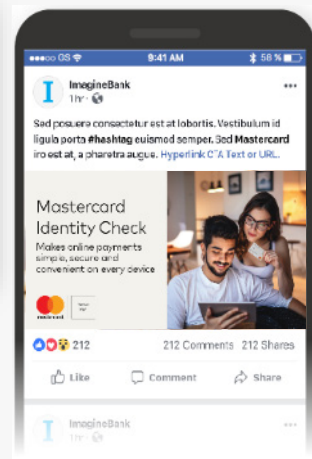 GS 9:41 AM 58 %
ImagineBank
1hr
Sed posuere consectetur est at lobortis. Vestibulum id
ligula porta #hashtag euismod semper. Sed Mastercard
iro est at, a pharetra augue. Hyperlink CTA Text or URL.
Mastercard
Identity Check
Makes online payments
simple, secure and
convenient on every device
mastercard
212 212 Comments 212 Shares
Like Comment Share
ImagineBank
1hr